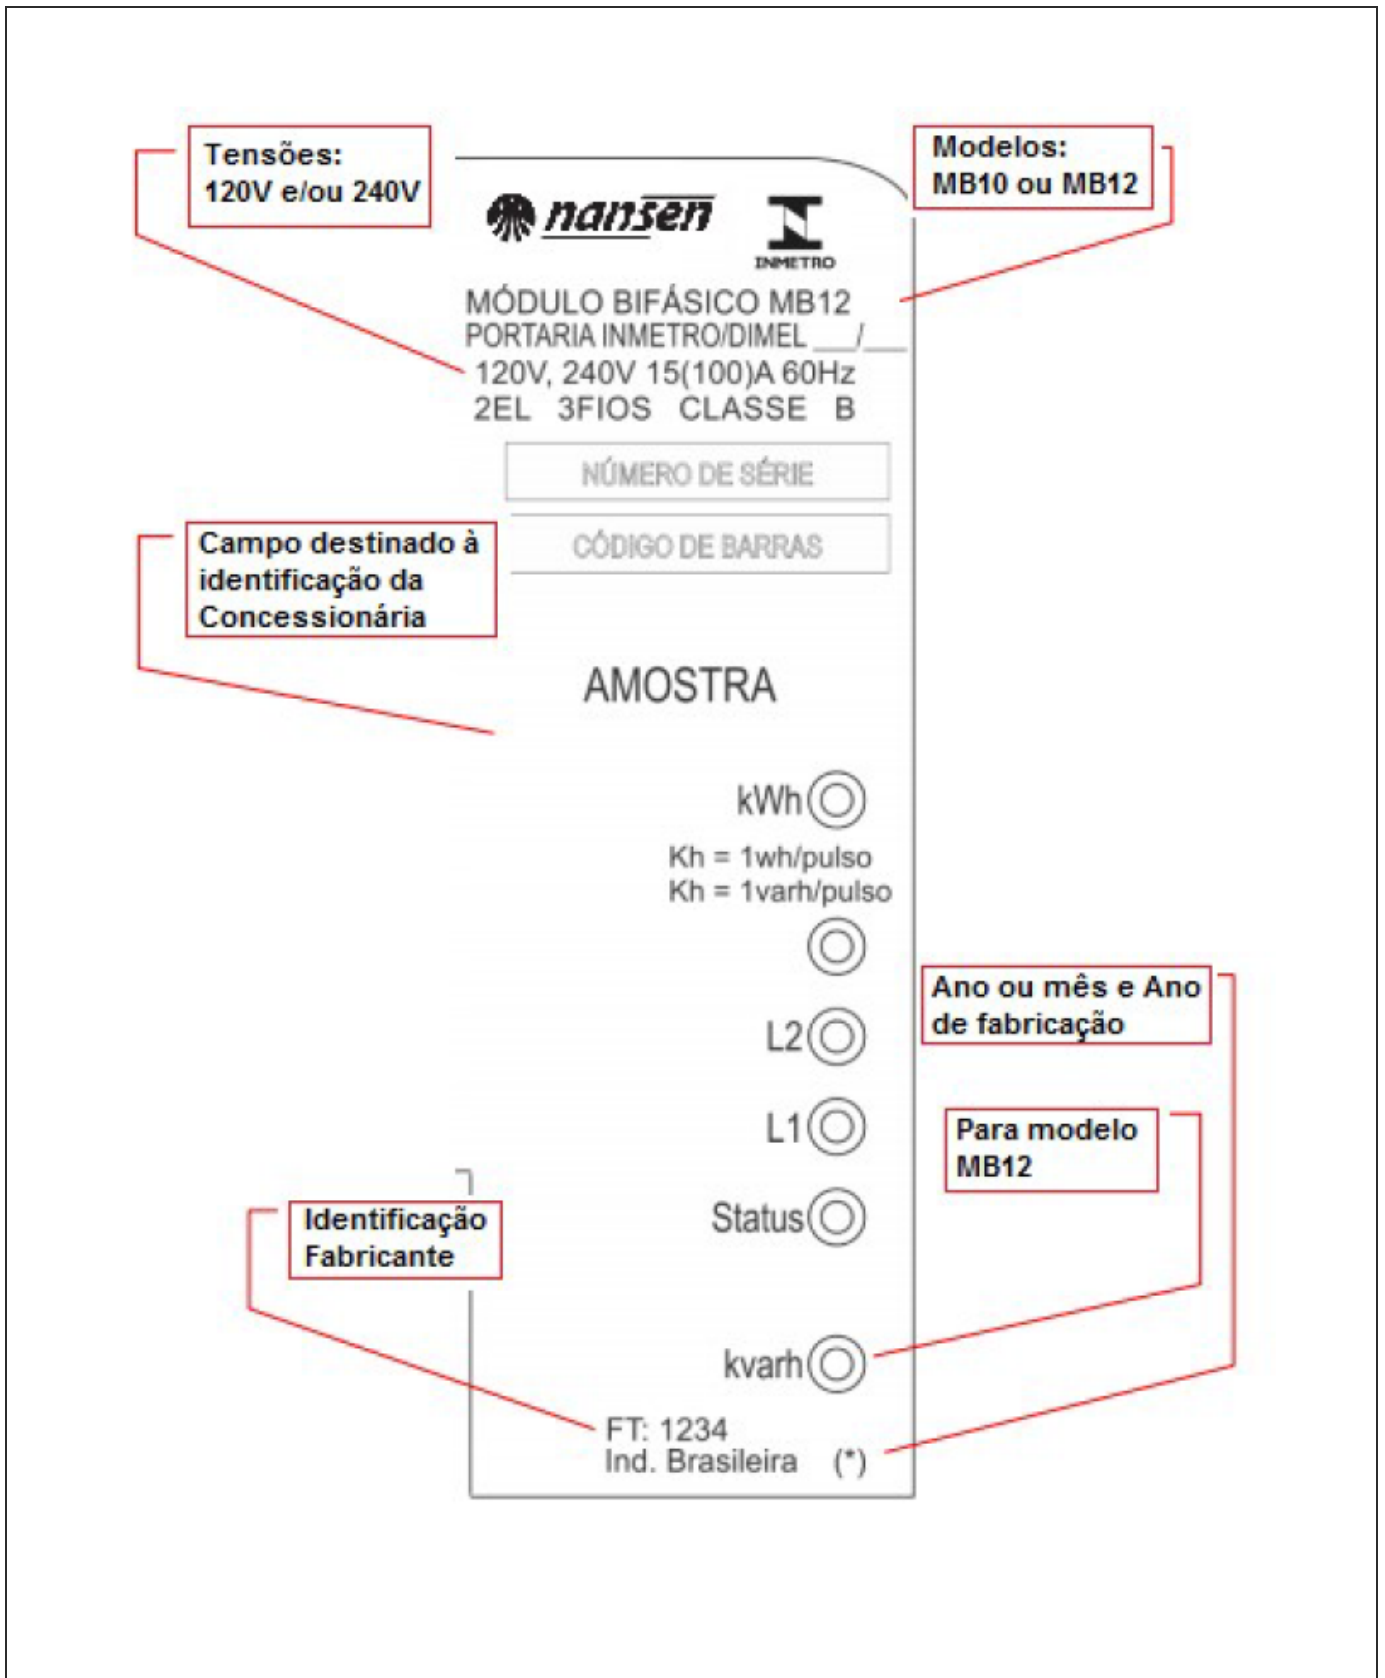 Tensões:
120V e/ou 240V
Modelos:
MB10 ou MB12
nansen
INMETRO
MÓDULO BIFÁSICO MB12
PORTARIA INMETRO/DIMEL ___/___
120V, 240V 15(100)A 60Hz
2EL 3FIOS CLASSE B
NÚMERO DE SÉRIE
CÓDIGO DE BARRAS
Campo destinado à
identificação da
Concessionária
AMOSTRA
kWh
Kh = 1wh/pulso
Kh = 1varh/pulso
Ano ou mês e Ano
de fabricação
L2
L1
Para modelo
MB12
Status
Identificação
Fabricante
kvarh
FT: 1234
Ind. Brasileira (*)